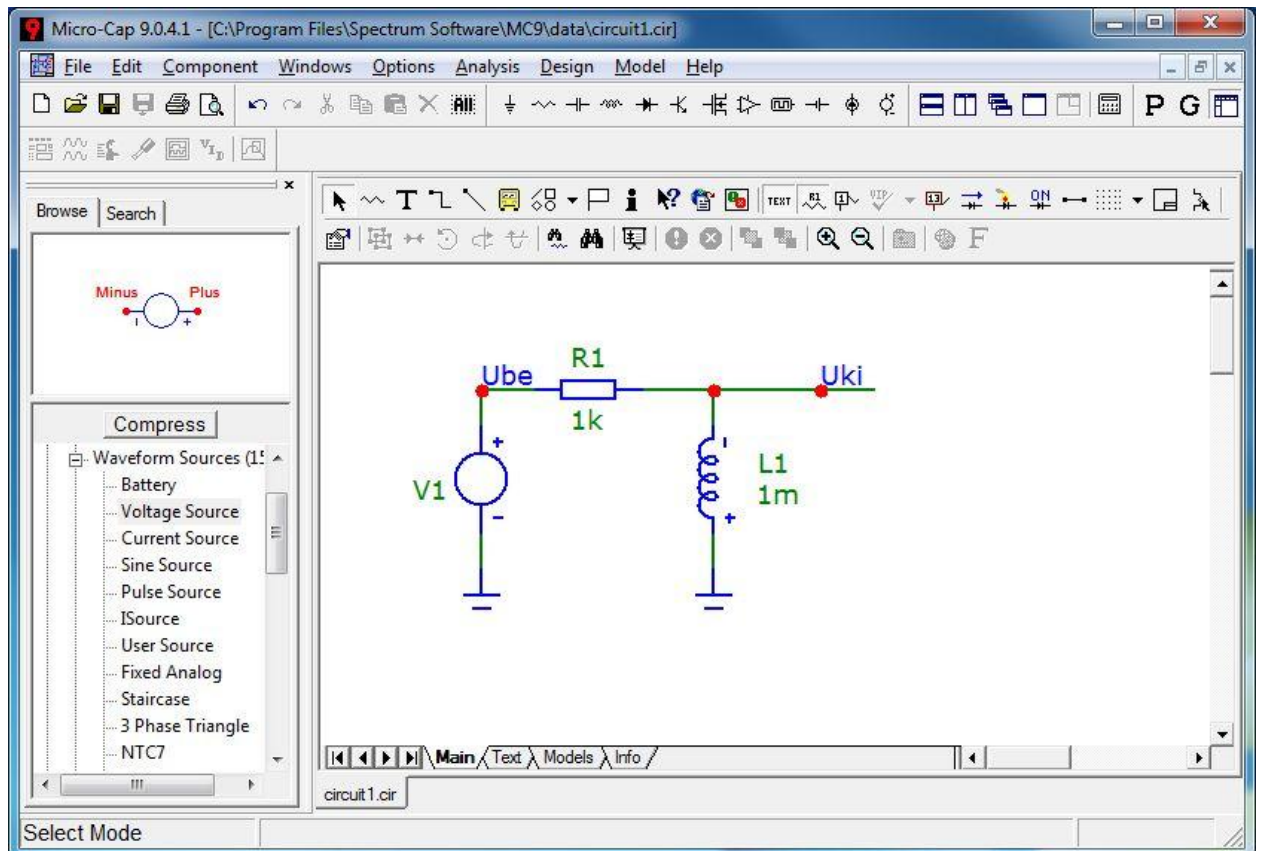 Micro-Cap 9.0.4.1 - [C:\Program Files\Spectrum Software\MC9\data\circuit1.cir]
File Edit Component Windows Options Analysis Design Model Help
P G
Browse Search
T TEXT R1 ON
F
Minus Plus
Compress
Waveform Sources (15
Battery
Voltage Source
Current Source
Sine Source
Pulse Source
ISource
User Source
Fixed Analog
Staircase
3 Phase Triangle
NTC7
Ube R1 Uki
1k
V1 + - L1
1m +
Main Text Models Info
circuit1.cir
Select Mode